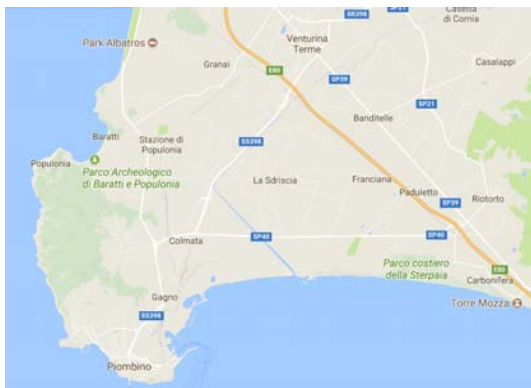 SR398
SP21
Casetta
di Cornia
Park Albatros
Venturina
Terme
Granai
E80
SP39
Casalappi
SP21
Banditelle
Baratti
Stazione di
Populonia
SS398
Populonia
Parco Archeologico
di Baratti e Populonia
La Sdriscia
Franciana
Paduletto
Riotorto
SP39
Colmata
SP40
SP40
Parco costiero
della Sterpaia
E80
Carbonifera
Gagno
Torre Mozza
SS398
Piombino